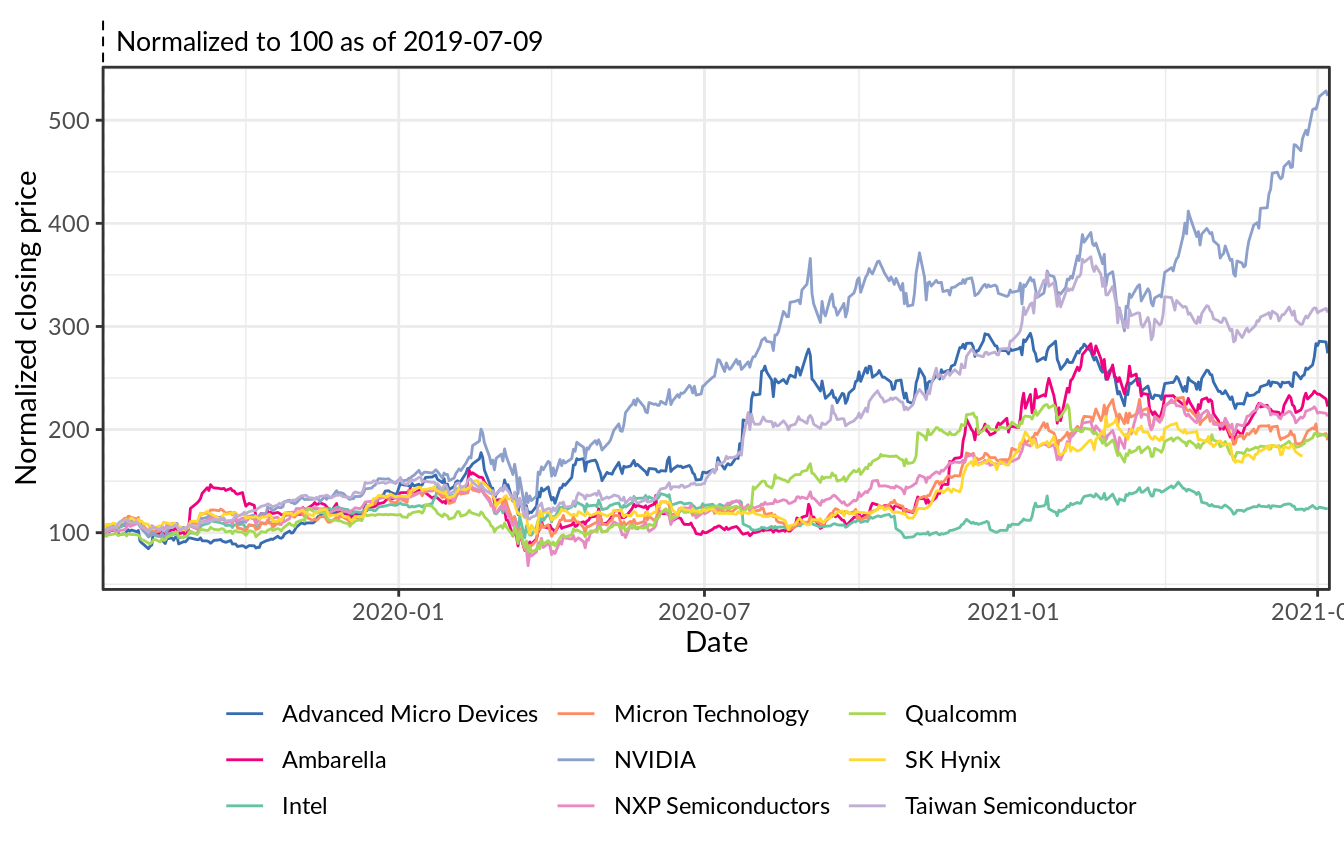 Normalized to 100 as of 2019-07-09
500
400
300
200
100
Normalized closing price
2020-01
2020-07
2021-01
2021-0
Date
Advanced Micro Devices
Micron Technology
Qualcomm
Ambarella
NVIDIA
SK Hynix
Intel
NXP Semiconductors
Taiwan Semiconductor